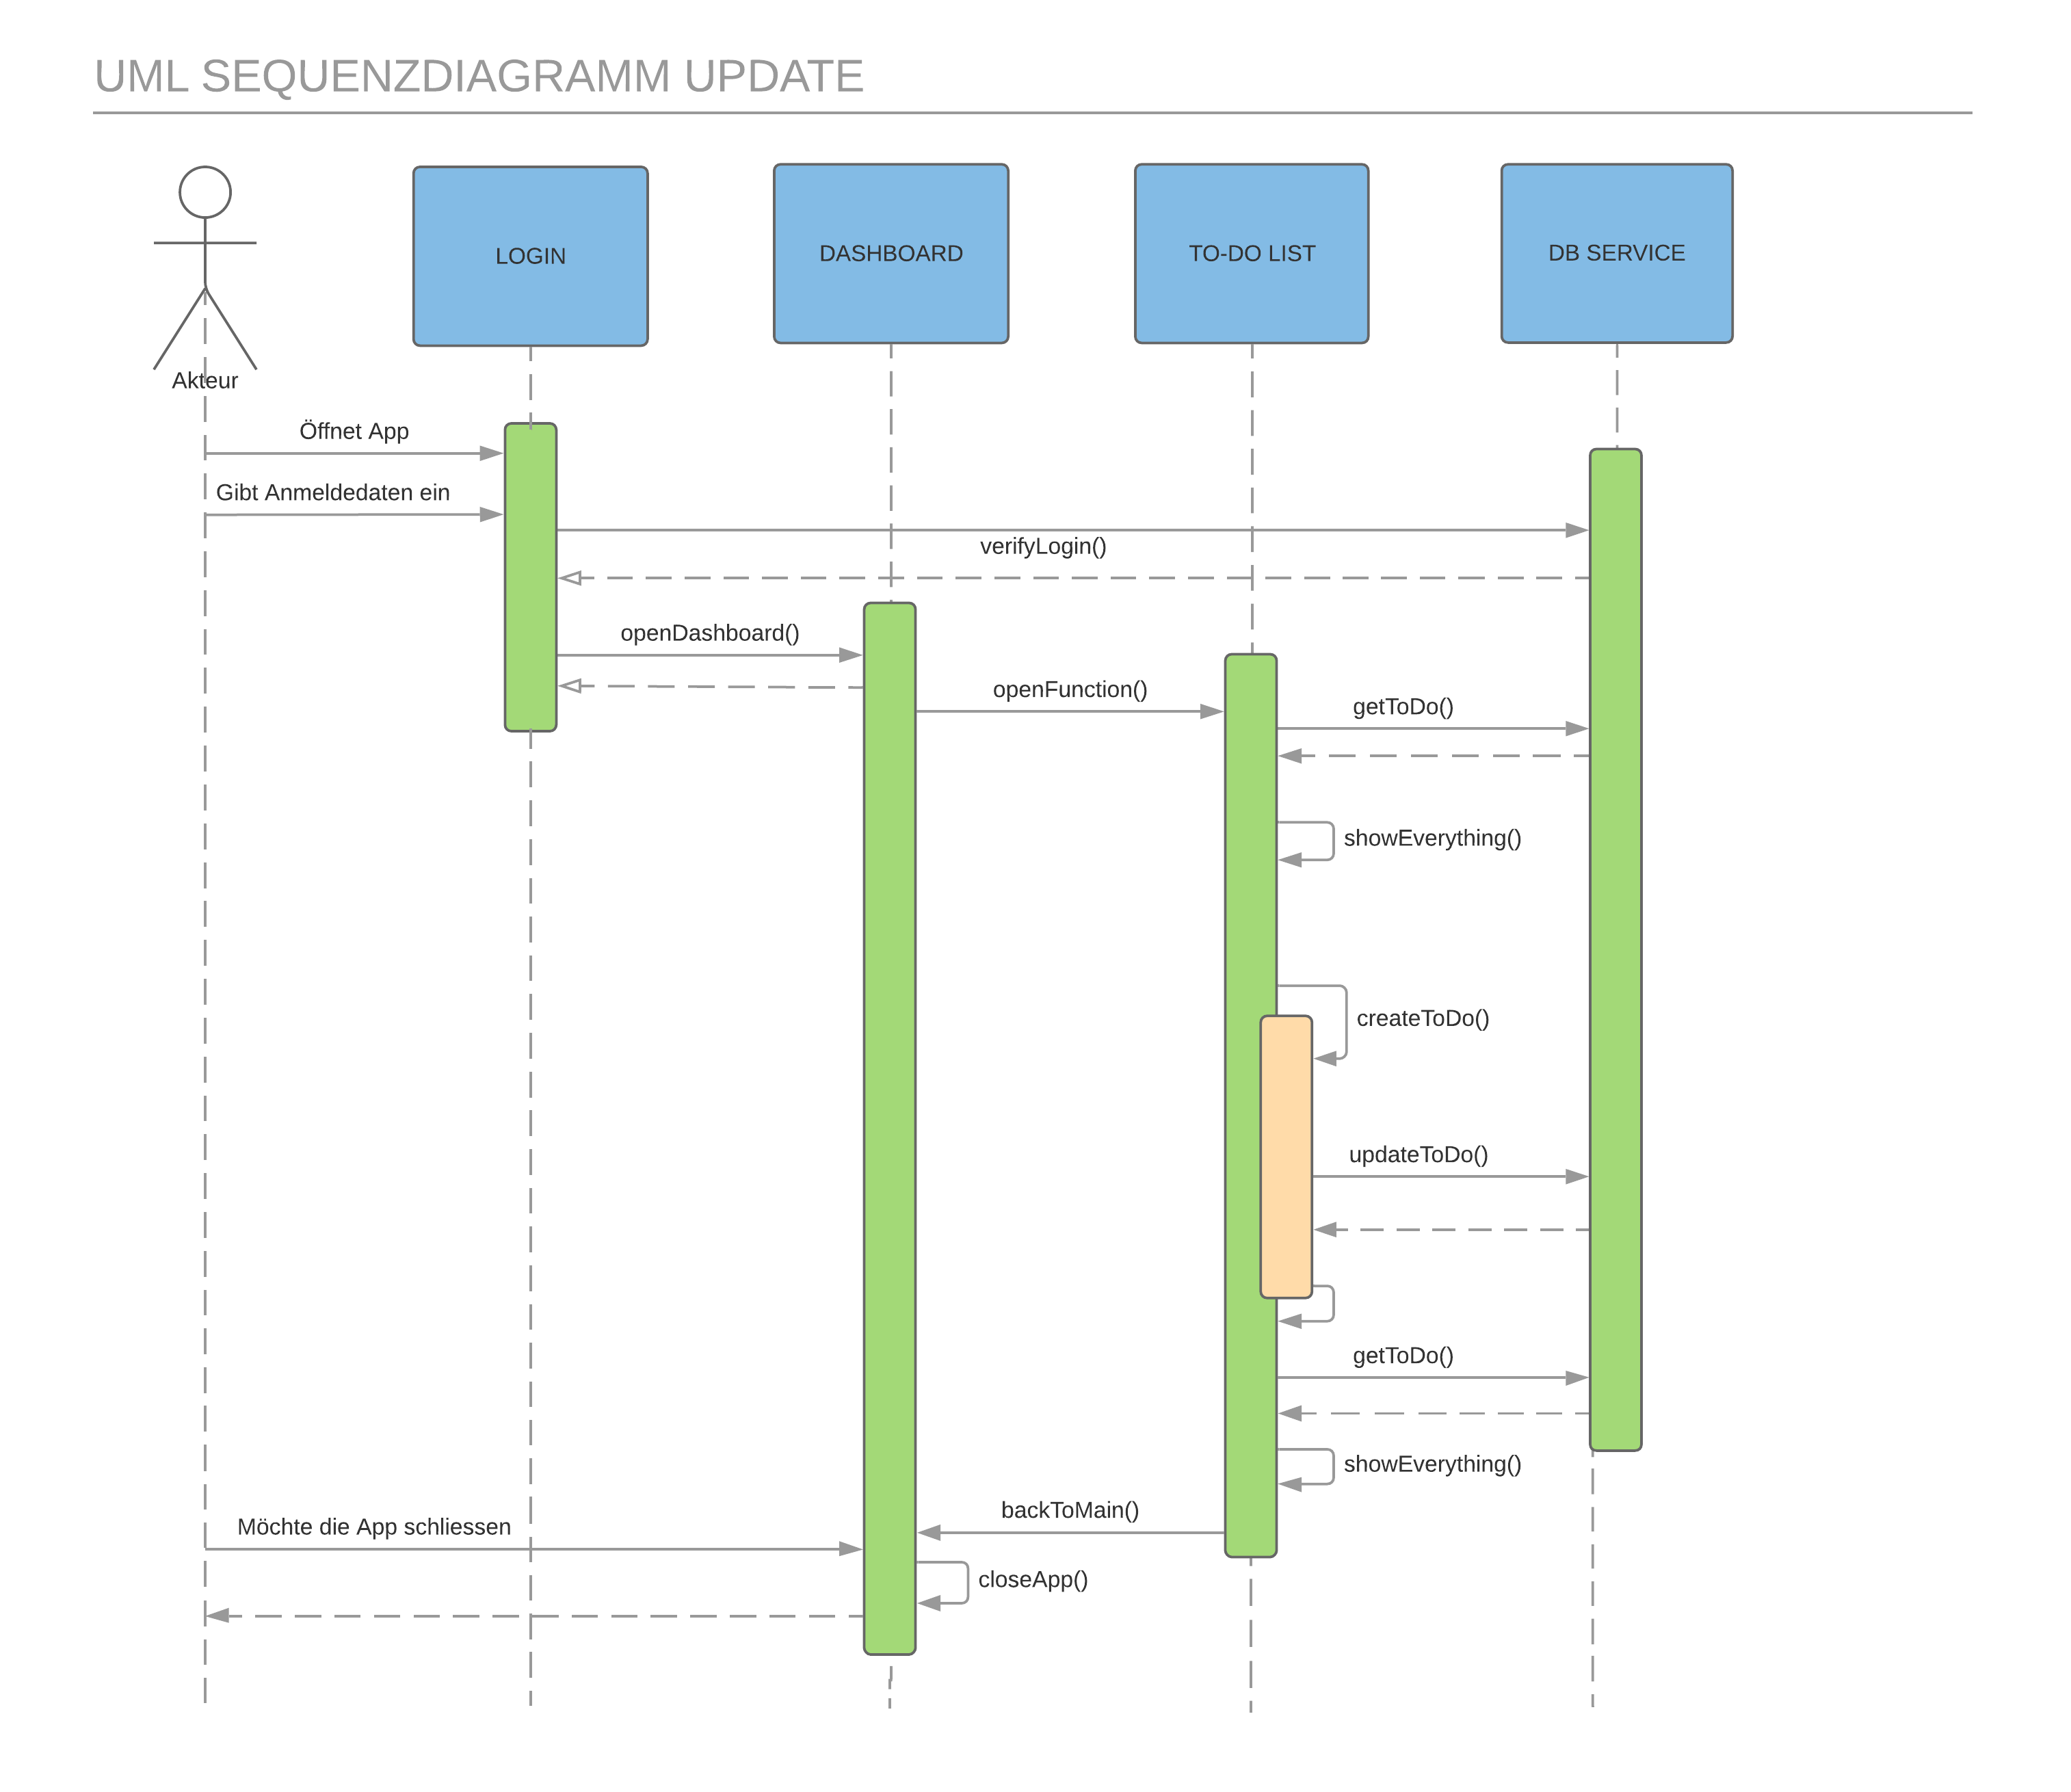 UML SEQUENZDIAGRAMM UPDATE
LOGIN
DASHBOARD
TO-DO LIST
DB SERVICE
Akteur
Öffnet App
Gibt Anmeldedaten ein
verifyLogin()
openDashboard()
openFunction()
getToDo()
showEverything()
createToDo()
updateToDo()
getToDo()
showEverything()
backToMain()
Möchte die App schliessen
closeApp()